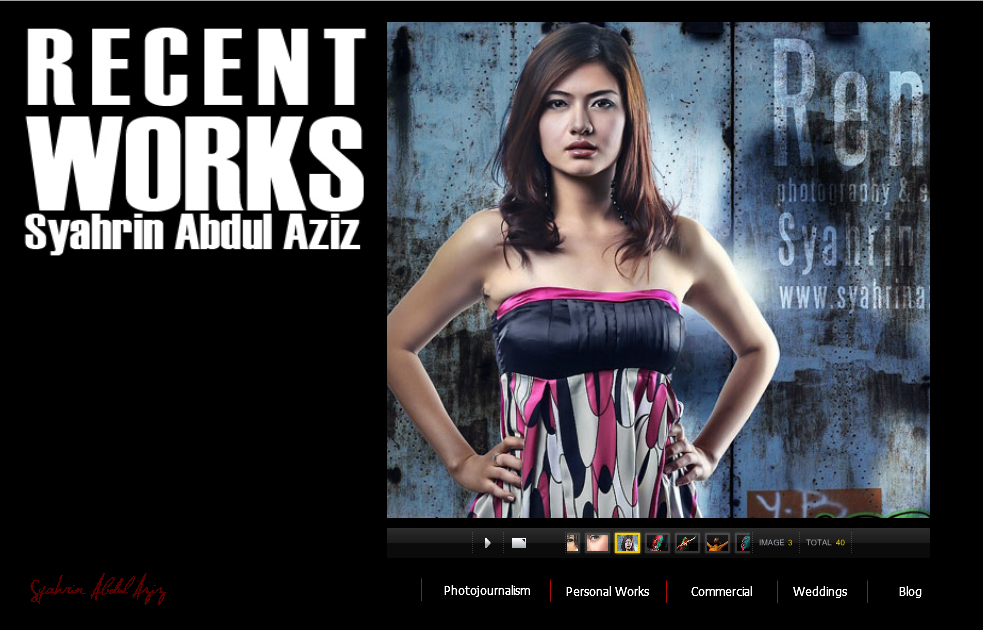 RECENT
WORKS
Syahrin Abdul Aziz
Ren
photography & e
Syahrin
www.syahrina
Y.P
IMAGE 3
TOTAL 40
Syahrin Abdul Aziz
Photojournalism
Personal Works
Commercial
Weddings
Blog